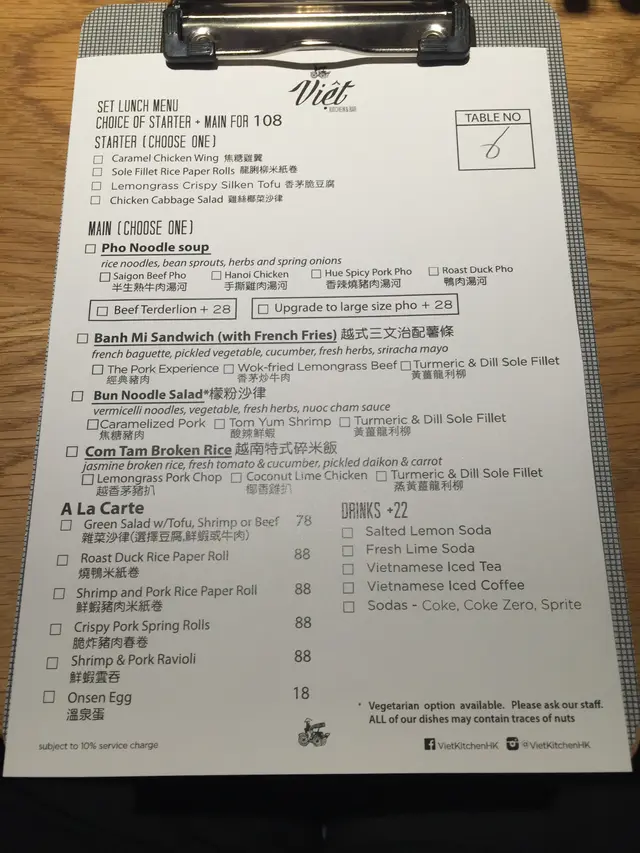 Việt
KITCHEN & BAR
SET LUNCH MENU
CHOICE OF STARTER + MAIN FOR 108
TABLE NO
6
STARTER (CHOOSE ONE)
Caramel Chicken Wing 焦糖雞翼
Sole Fillet Rice Paper Rolls 龍脷柳米紙卷
Lemongrass Crispy Silken Tofu 香茅脆豆腐
Chicken Cabbage Salad 雞絲椰菜沙律
MAIN (CHOOSE ONE)
Pho Noodle soup
rice noodles, bean sprouts, herbs and spring onions
Saigon Beef Pho Hanoi Chicken Hue Spicy Pork Pho Roast Duck Pho
半生熟牛肉湯河 手撕雞肉湯河 香辣燒豬肉湯河 鴨肉湯河
Beef Terderlion + 28 Upgrade to large size pho + 28
Banh Mi Sandwich (with French Fries) 越式三文治配薯條
french baguette, pickled vegetable, cucumber, fresh herbs, sriracha mayo
The Pork Experience Wok-fried Lemongrass Beef Turmeric & Dill Sole Fillet
經典豬肉 香茅炒牛肉 黃薑龍利柳
Bun Noodle Salad*檬粉沙律
vermicelli noodles, vegetable, fresh herbs, nuoc cham sauce
Caramelized Pork Tom Yum Shrimp Turmeric & Dill Sole Fillet
焦糖豬肉 酸辣鮮蝦 黃薑龍利柳
Com Tam Broken Rice 越南特式碎米飯
jasmine broken rice, fresh tomato & cucumber, pickled daikon & carrot
Lemongrass Pork Chop Coconut Lime Chicken Turmeric & Dill Sole Fillet
越香茅豬扒 椰香雞扒 蒸黃薑龍利柳
A La Carte
Green Salad w/Tofu, Shrimp or Beef 78
雜菜沙律(選擇豆腐,鮮蝦或牛肉)
Roast Duck Rice Paper Roll 88
燒鴨米紙卷
Shrimp and Pork Rice Paper Roll 88
鮮蝦豬肉米紙卷
Crispy Pork Spring Rolls 88
脆炸豬肉春卷
Shrimp & Pork Ravioli 88
鮮蝦雲吞
Onsen Egg 18
溫泉蛋
DRINKS +22
Salted Lemon Soda
Fresh Lime Soda
Vietnamese Iced Tea
Vietnamese Iced Coffee
Sodas - Coke, Coke Zero, Sprite
* Vegetarian option available. Please ask our staff.
ALL of our dishes may contain traces of nuts
subject to 10% service charge
VietKitchenHK @VietKitchenHK